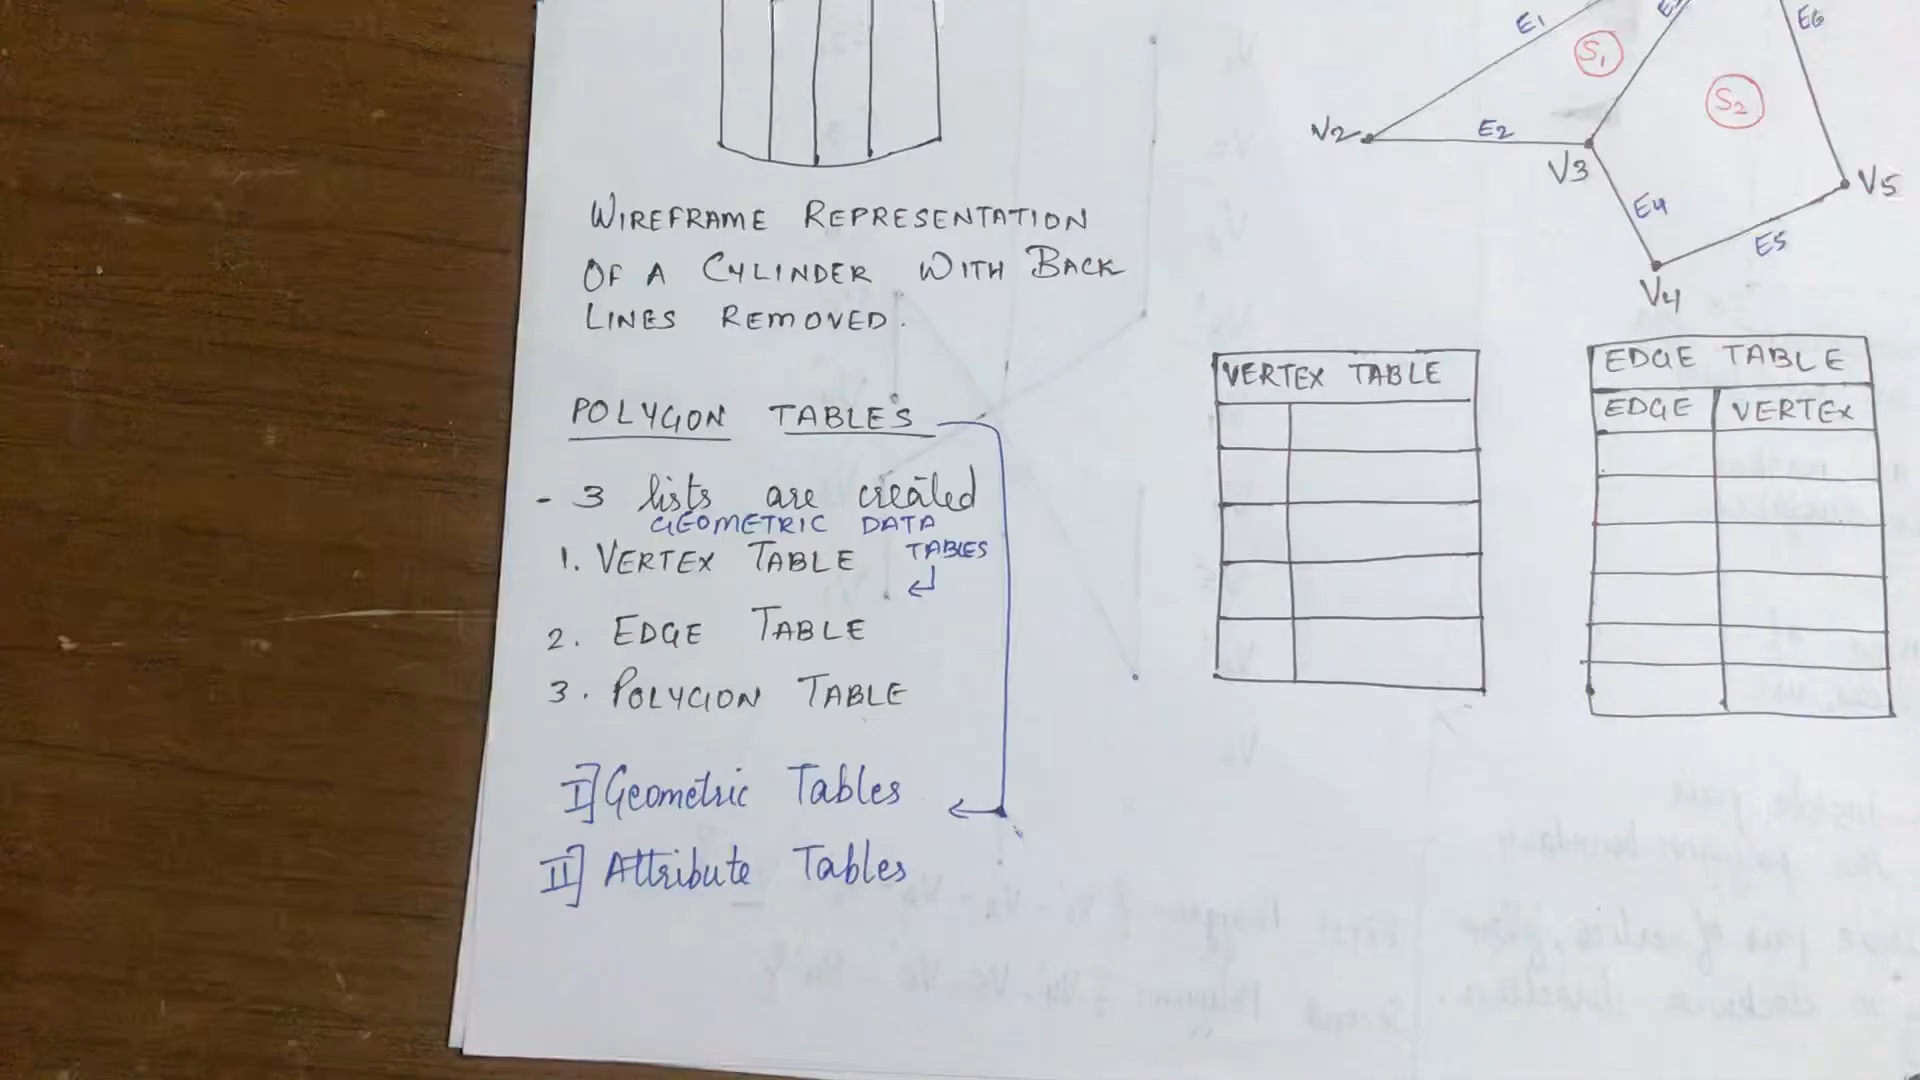 WIREFRAME REPRESENTATION
OF A CYLINDER WITH BACK
LINES REMOVED.
POLYGON TABLES
- 3 lists are created
GEOMETRIC DATA
TABLES
1. VERTEX TABLE
2. EDGE TABLE
3. POLYGON TABLE
I] Geometric Tables
II] Attribute Tables
E1
E6
S1
S2
V2
E2
V3
V5
E4
E5
V4
VERTEX TABLE
EDGE TABLE
EDGE VERTEX